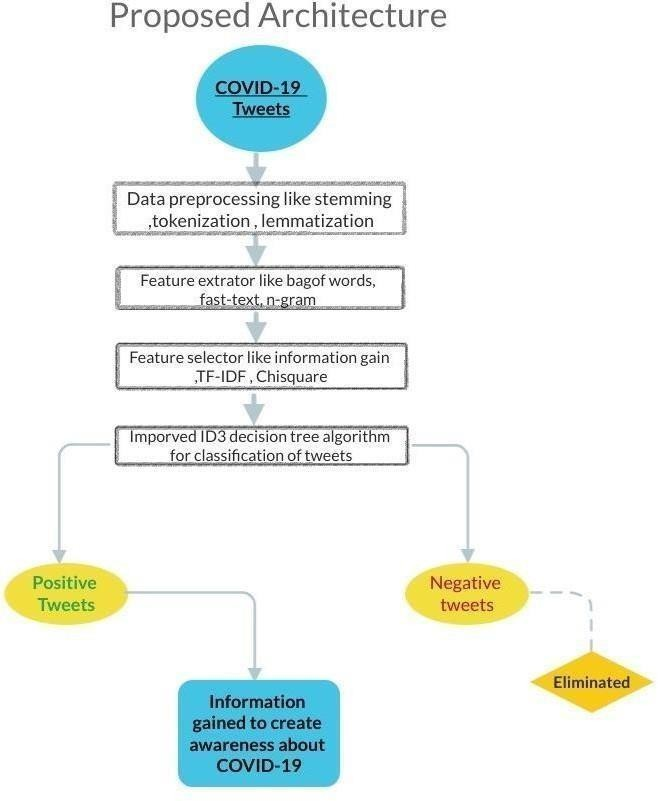 Proposed Architecture
COVID-19
Tweets
Data preprocessing like stemming
,tokenization , lemmatization
Feature extrator like bagof words,
fast-text, n-gram
Feature selector like information gain
,TF-IDF , Chisquare
Imporved ID3 decision tree algorithm
for classification of tweets
Positive
Tweets
Negative
tweets
Eliminated
Information
gained to create
awareness about
COVID-19